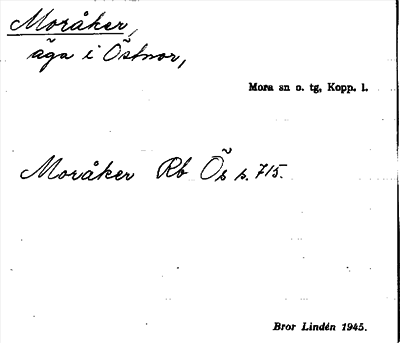 Moråker,
äga i Östnor,
Mora sn o. tg, Kopp. l.
Moråker Rb Ös s. 715.
Bror Lindén 1945.